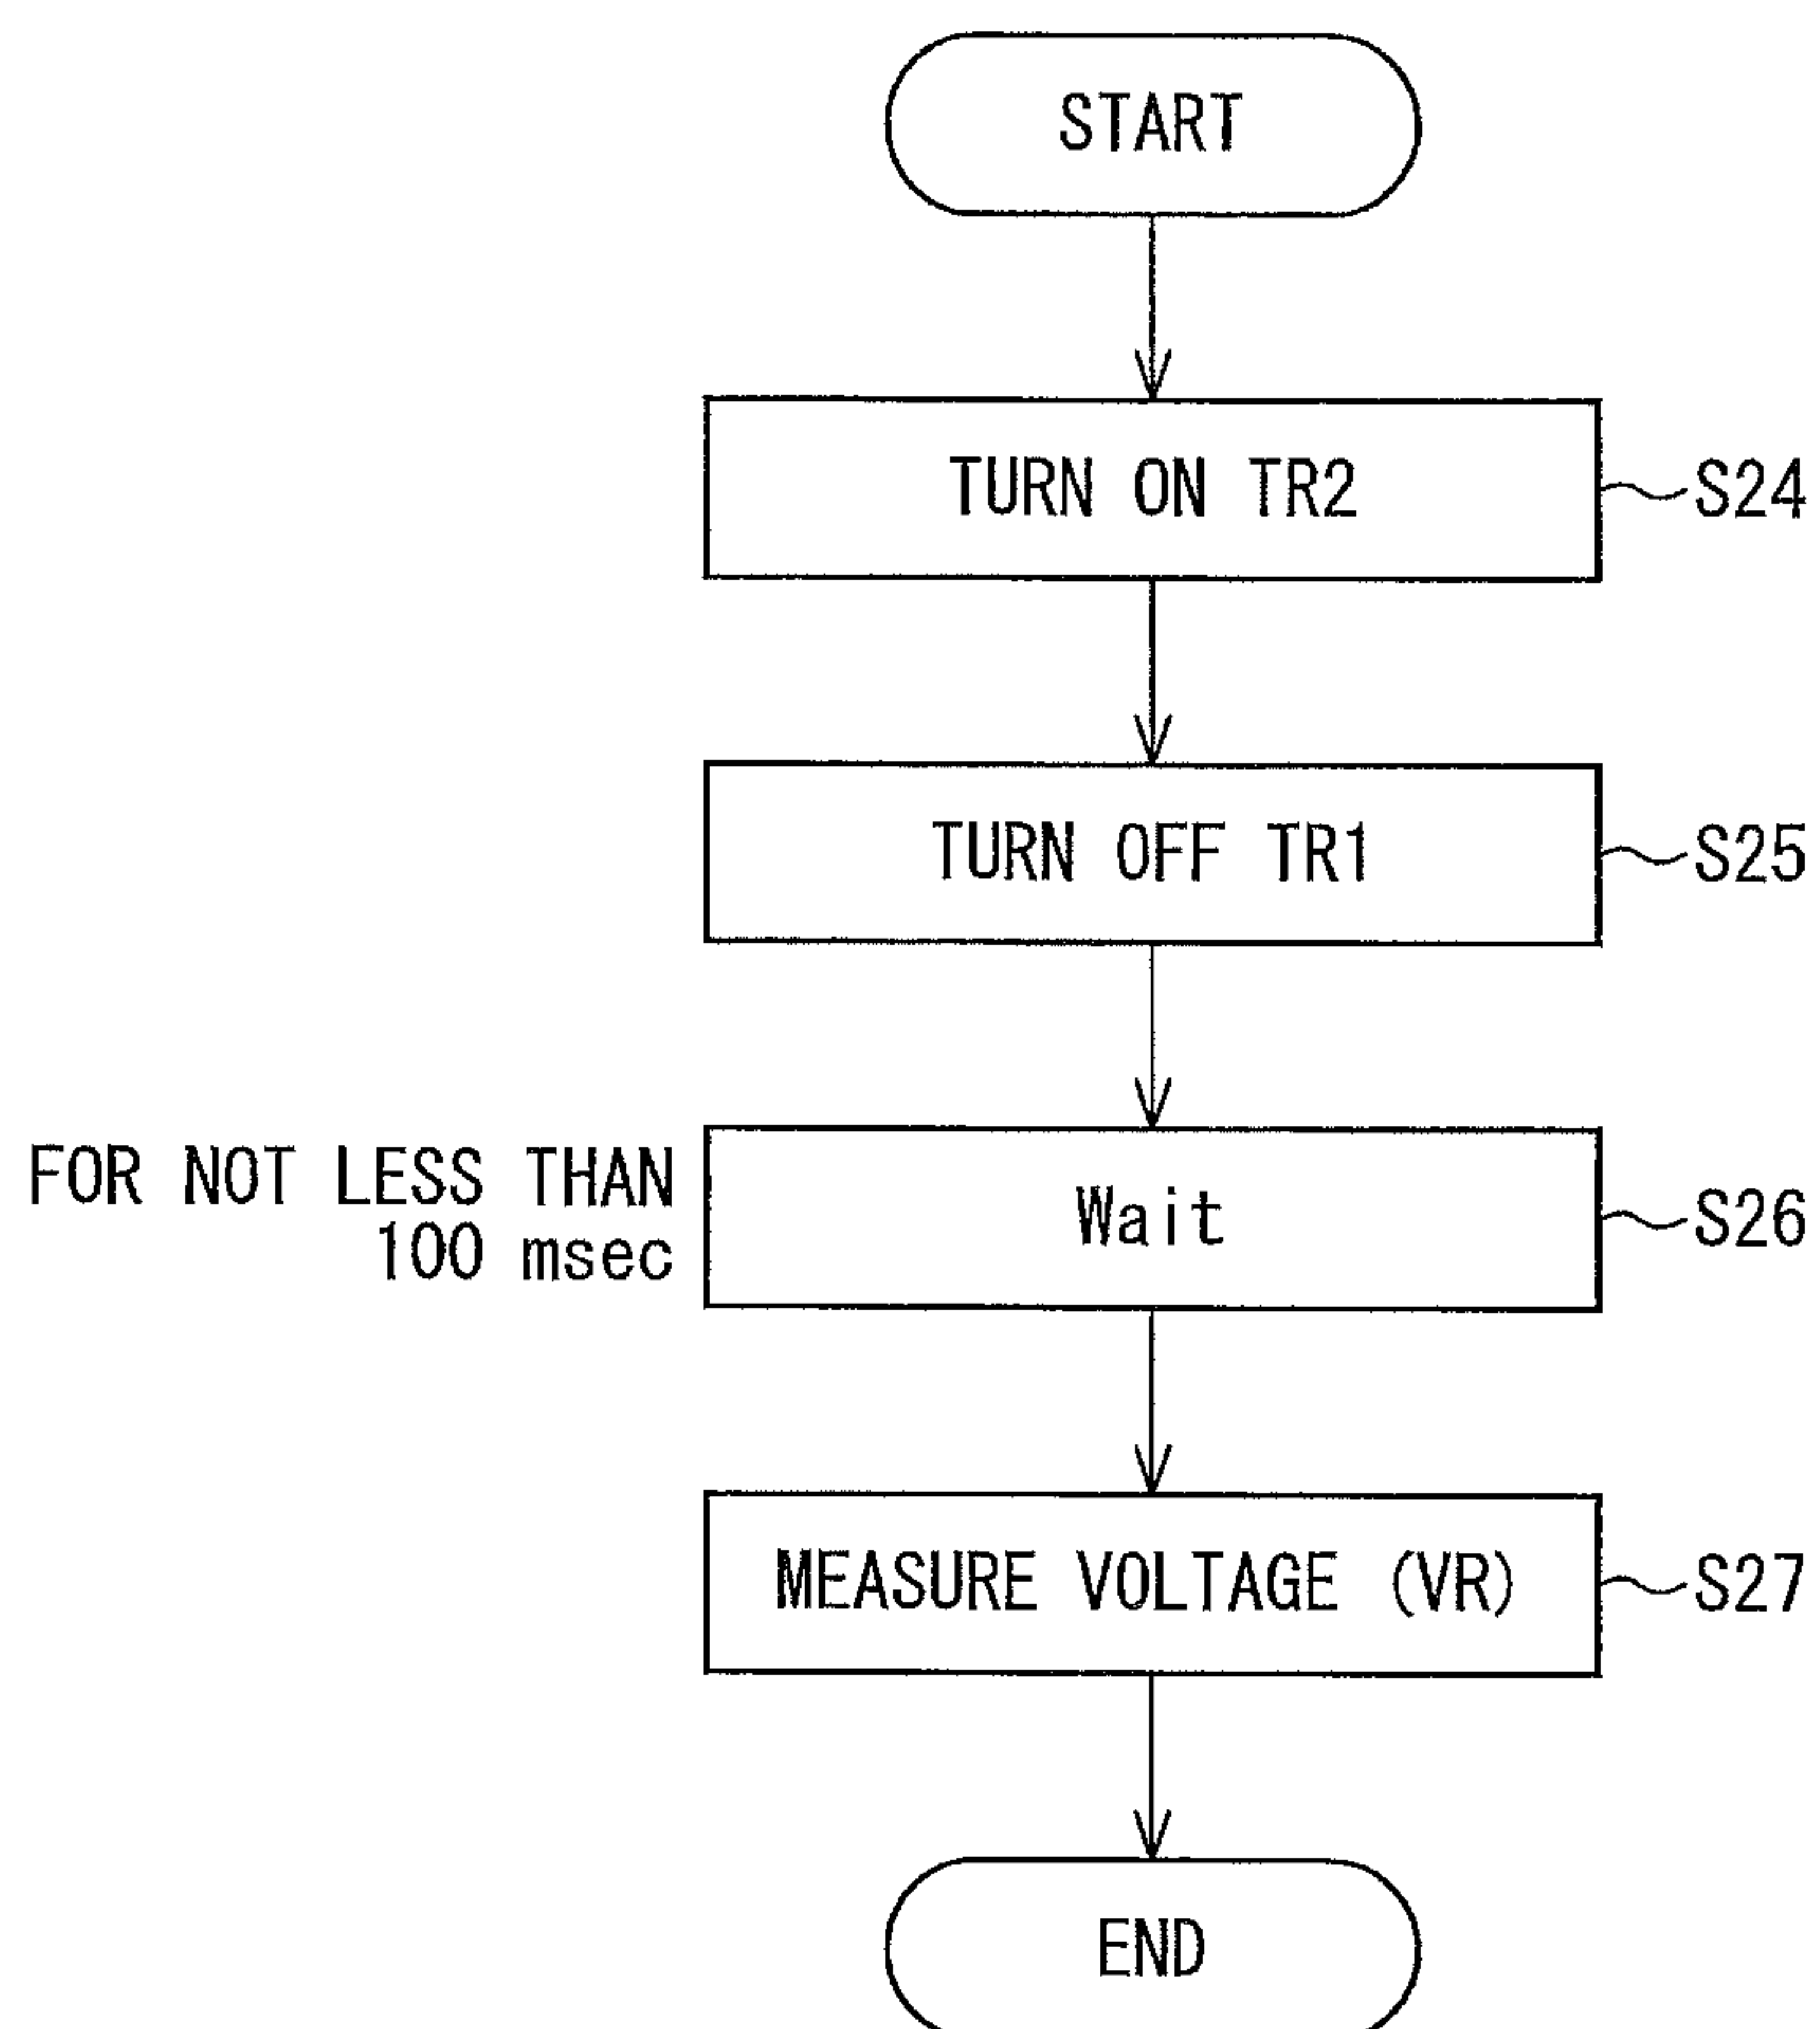 START
TURN ON TR2
S24
TURN OFF TR1
S25
FOR NOT LESS THAN
100 msec
Wait
S26
MEASURE VOLTAGE (VR)
S27
END